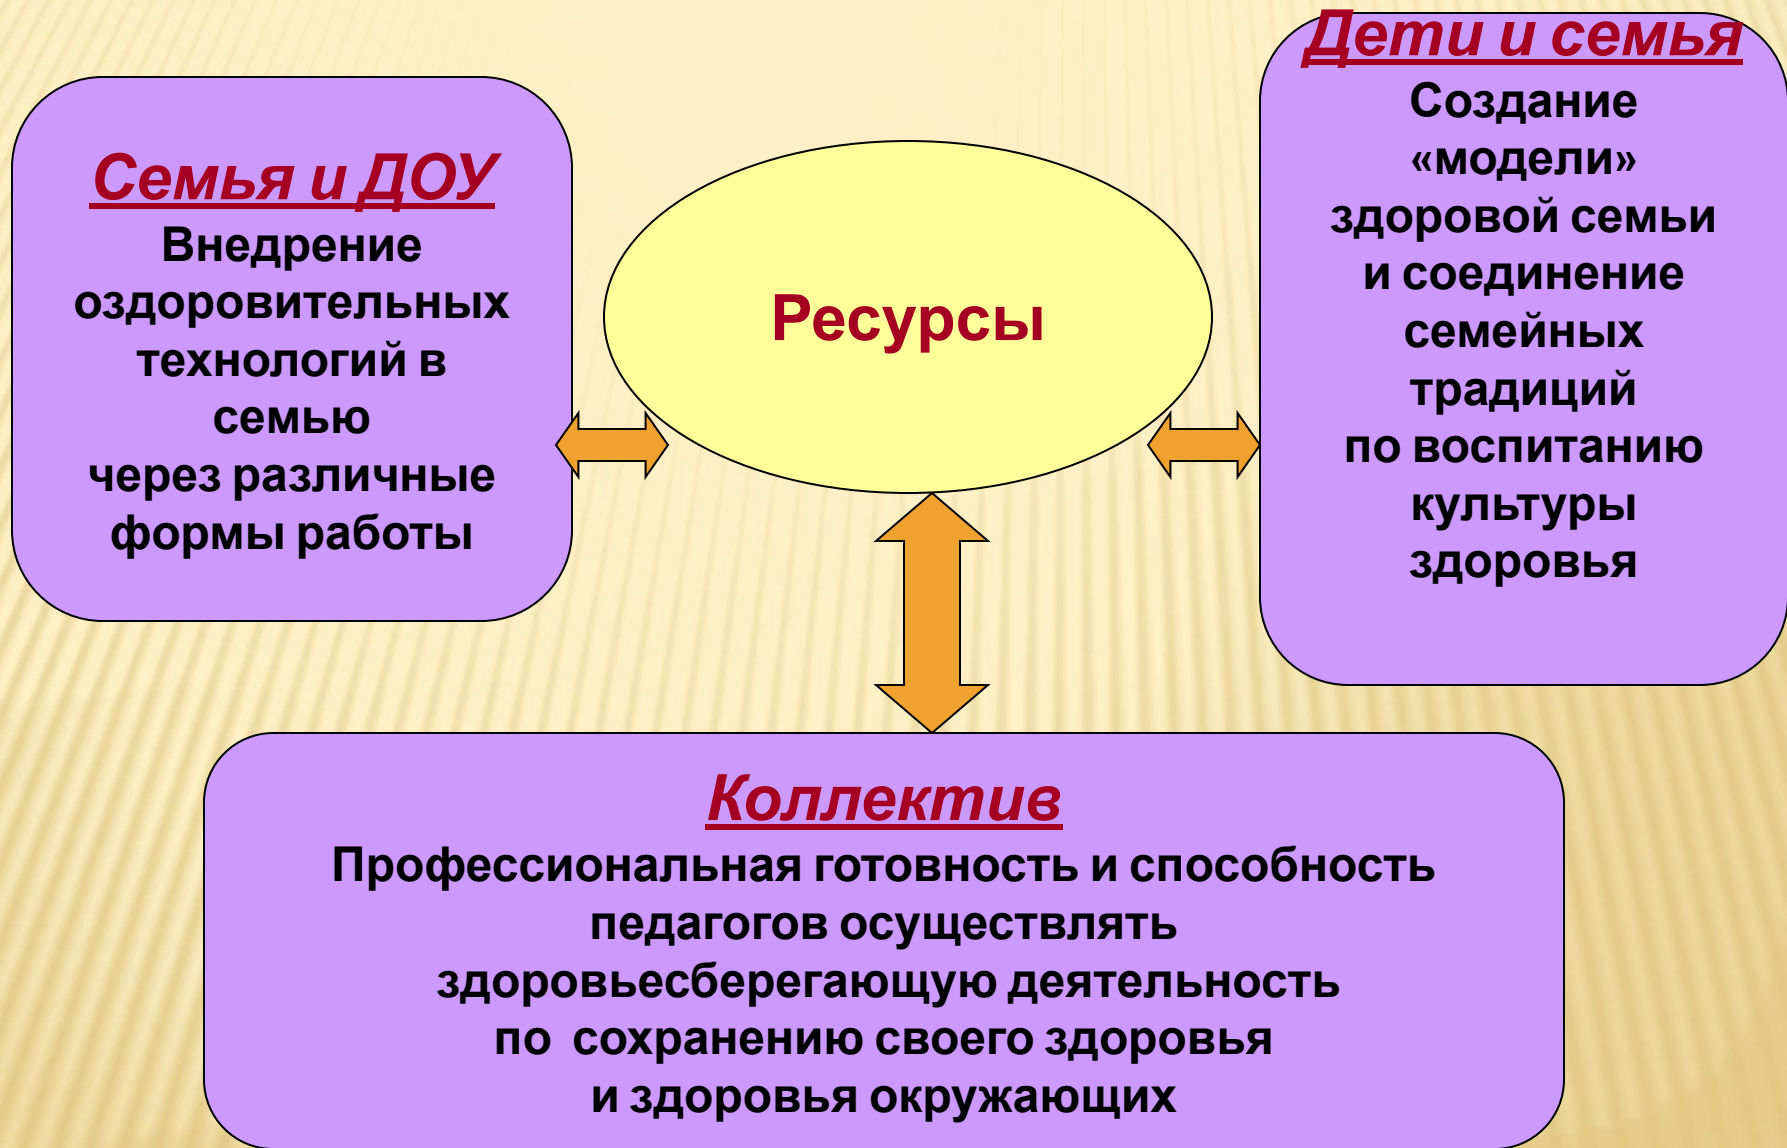 Семья и ДОУ
Внедрение
оздоровительных
технологий в
семью
через различные
формы работы
Ресурсы
Дети и семья
Создание
«модели»
здоровой семьи
и соединение
семейных
традиций
по воспитанию
культуры
здоровья
Коллектив
Профессиональная готовность и способность
педагогов осуществлять
здоровьесберегающую деятельность
по сохранению своего здоровья
и здоровья окружающих